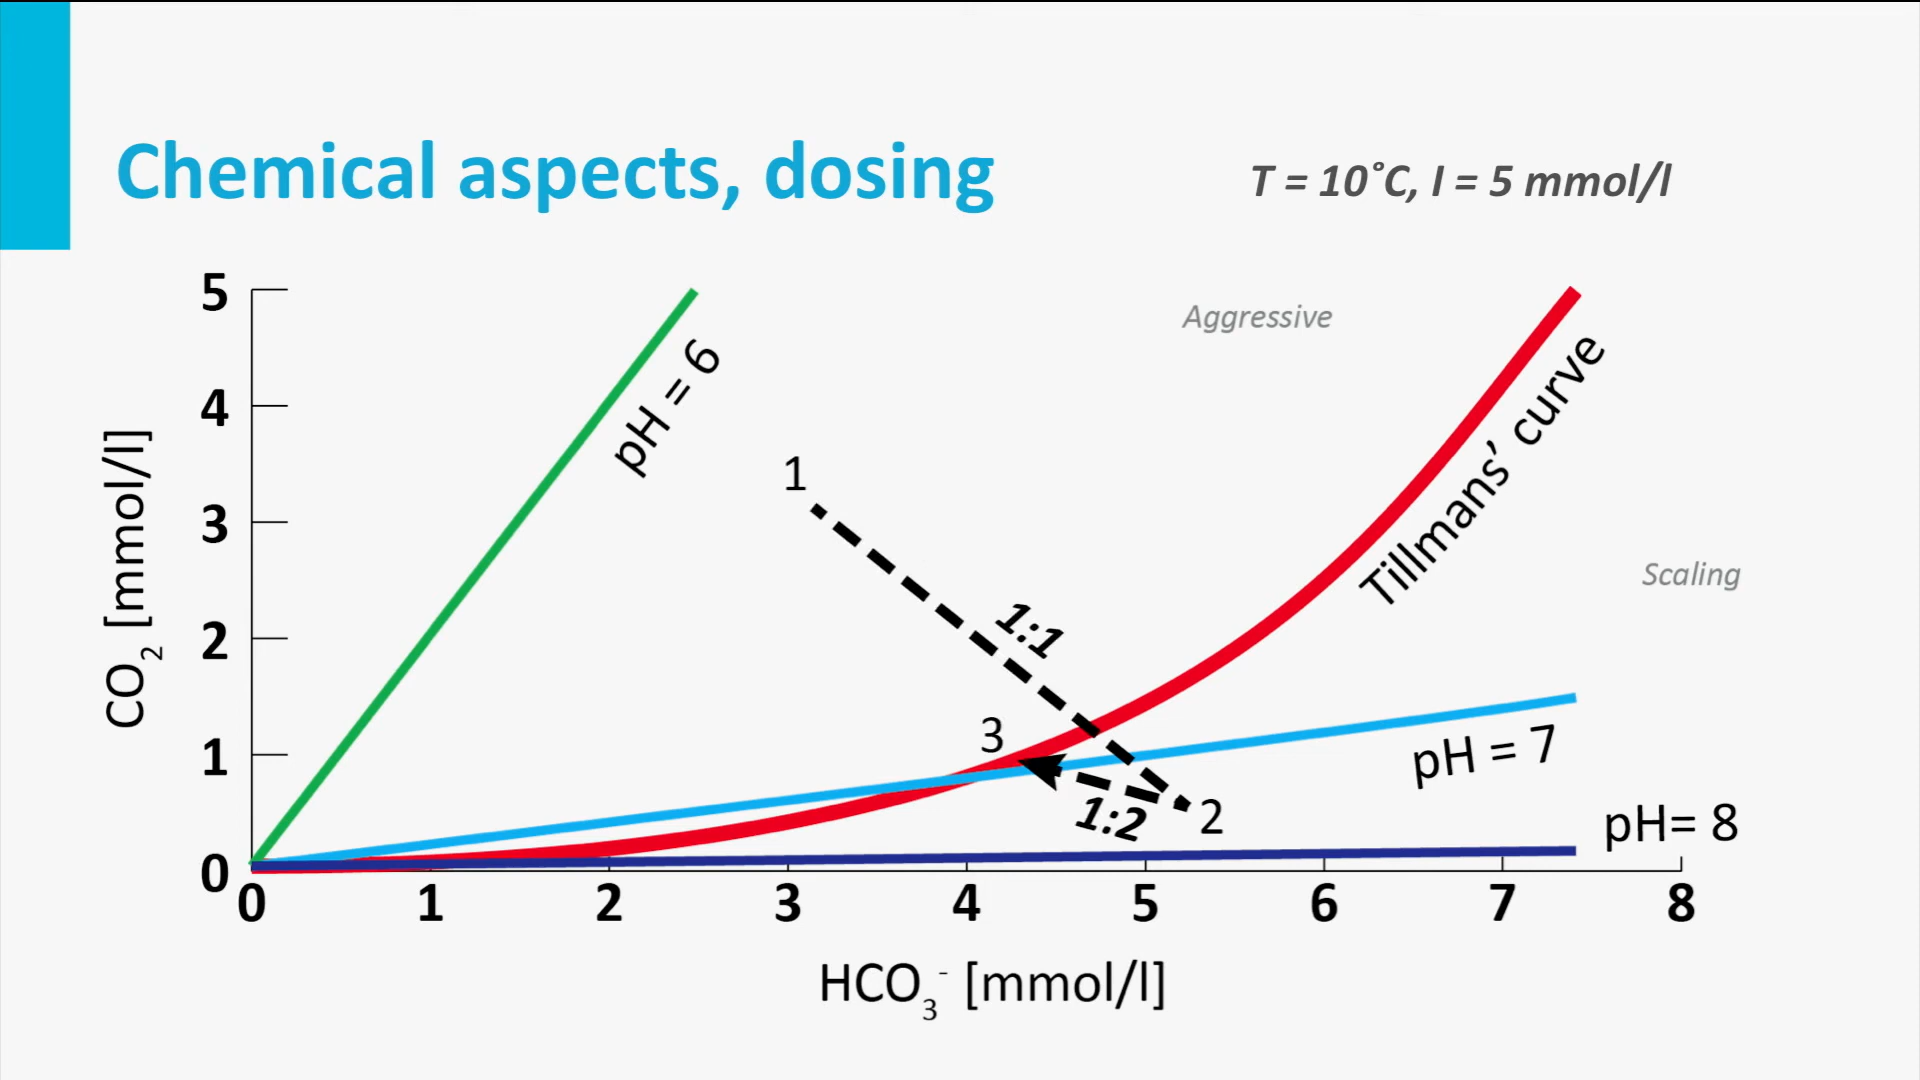 Chemical aspects, dosing
T = 10˚C, I = 5 mmol/l
Aggressive
Scaling
pH = 6
Tillmans’ curve
pH = 7
pH= 8
1
1:1
3
1:2
2
5
4
3
2
1
0
CO₂ [mmol/l]
0 1 2 3 4 5 6 7 8
HCO₃⁻ [mmol/l]